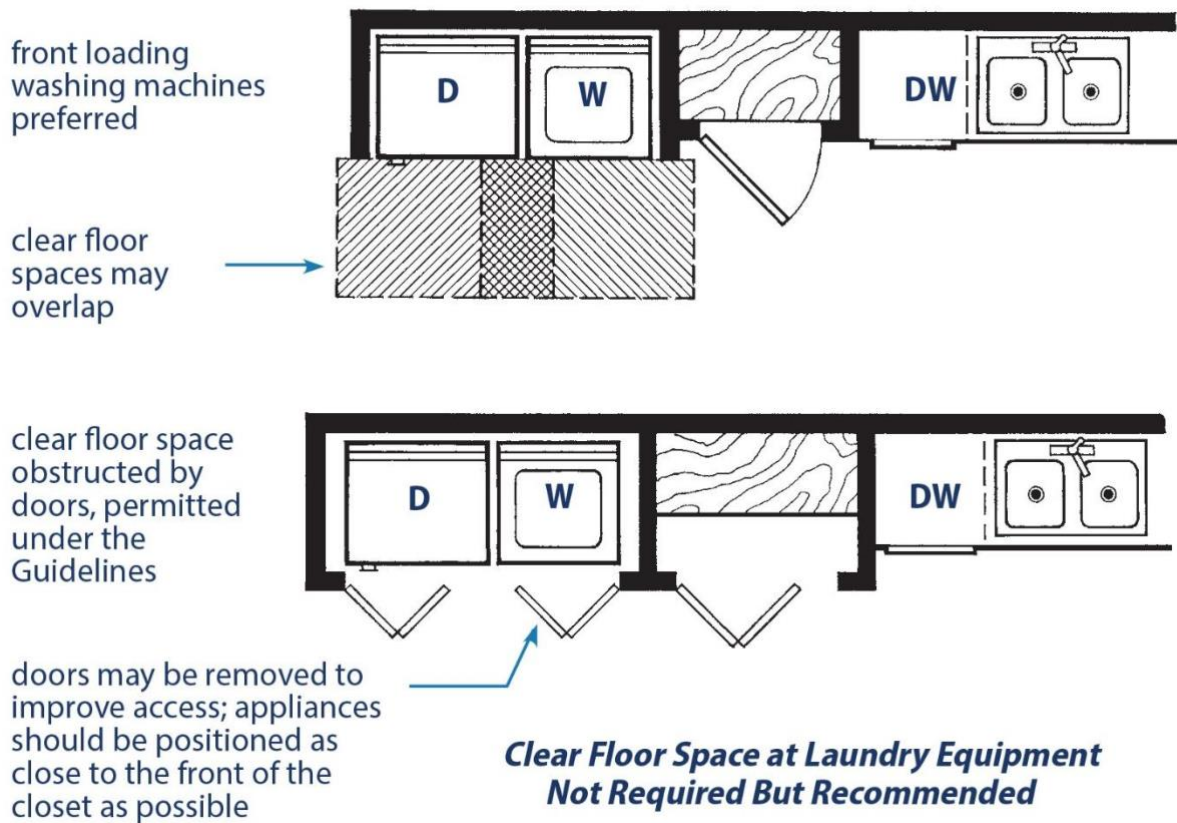 front loading
washing machines
preferred
D
W
DW
clear floor
spaces may
overlap
clear floor space
obstructed by
doors, permitted
under the
Guidelines
D
W
DW
doors may be removed to
improve access; appliances
should be positioned as
close to the front of the
closet as possible
Clear Floor Space at Laundry Equipment
Not Required But Recommended